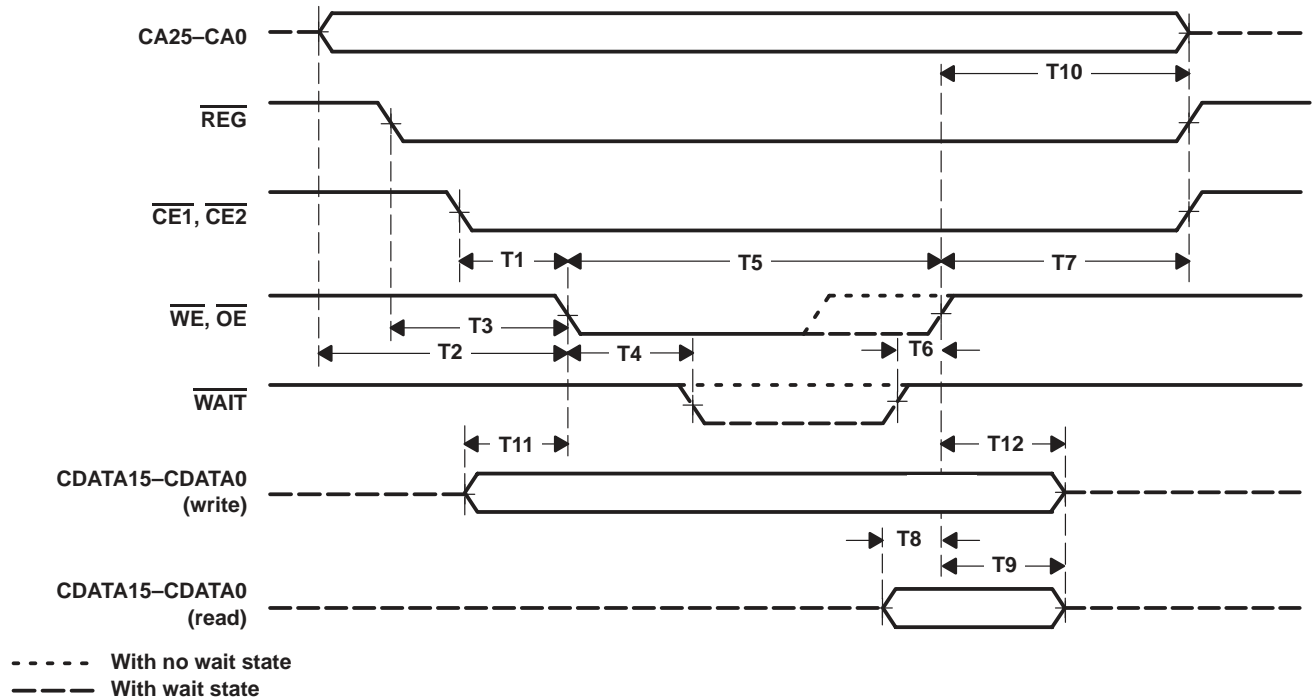 CA25–CA0
T10
REG
CE1, CE2
T1
T5
T7
WE, OE
T3
T6
T2
T4
WAIT
T11
T12
CDATA15–CDATA0
(write)
T8
T9
CDATA15–CDATA0
(read)
With no wait state
With wait state